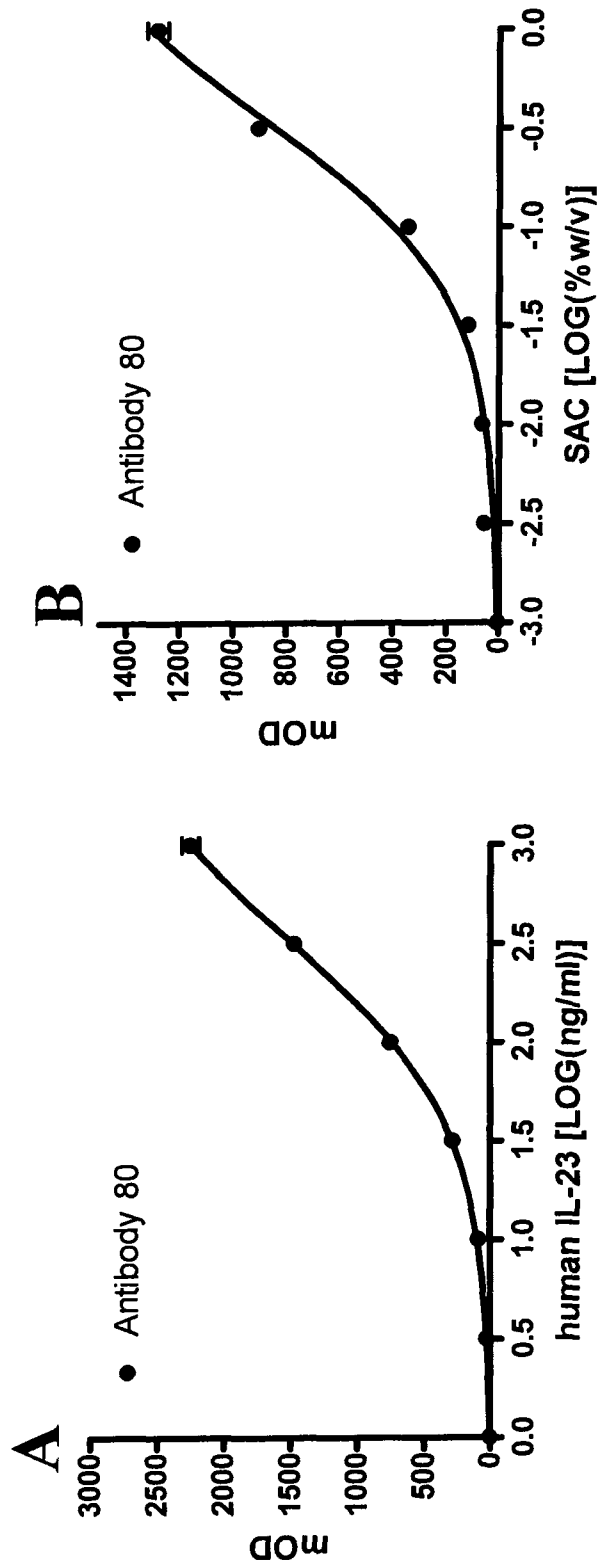 A
Antibody 80
mOD
3000
2500
2000
1500
1000
500
0
0.0 0.5 1.0 1.5 2.0 2.5 3.0
human IL-23 [LOG(ng/ml)]
B
Antibody 80
mOD
1400
1200
1000
800
600
400
200
0
-3.0 -2.5 -2.0 -1.5 -1.0 -0.5 0.0
SAC [LOG(%w/v)]